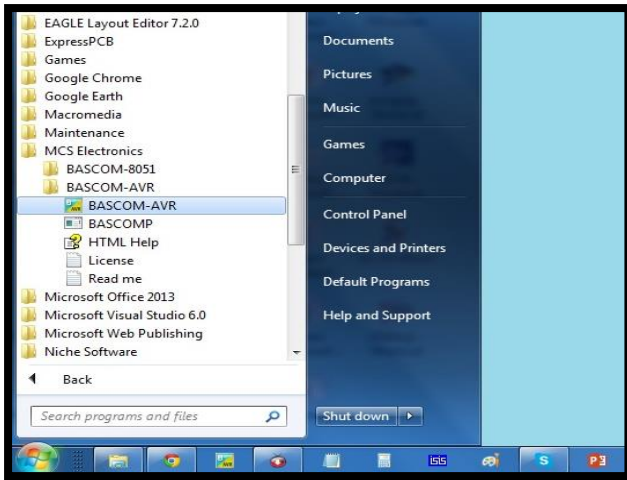 EAGLE Layout Editor 7.2.0
ExpressPCB
Games
Google Chrome
Google Earth
Macromedia
Maintenance
MCS Electronics
BASCOM-8051
BASCOM-AVR
BASCOM-AVR
BASCOMP
HTML Help
License
Read me
Microsoft Office 2013
Microsoft Visual Studio 6.0
Microsoft Web Publishing
Niche Software
Back
Search programs and files
Documents
Pictures
Music
Games
Computer
Control Panel
Devices and Printers
Default Programs
Help and Support
Shut down
AVR
ISIS
S
P